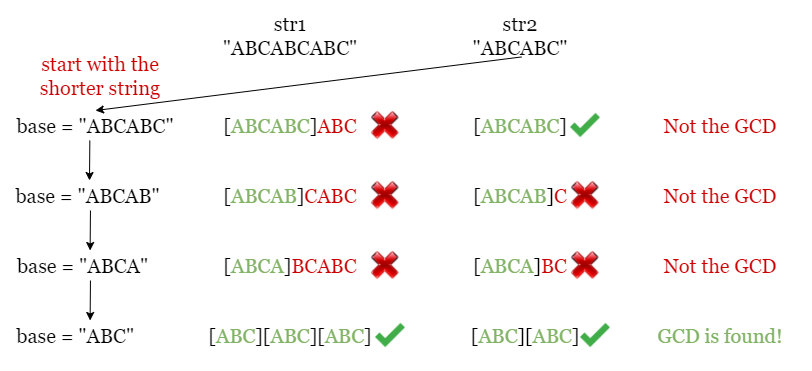 str1 str2
"ABCABCABC" "ABCABC"
start with the
shorter string
base = "ABCABC" [ABCABC]ABC [ABCABC] Not the GCD
base = "ABCAB" [ABCAB]CABC [ABCAB]C Not the GCD
base = "ABCA" [ABCA]BCABC [ABCA]BC Not the GCD
base = "ABC" [ABC][ABC][ABC] [ABC][ABC] GCD is found!